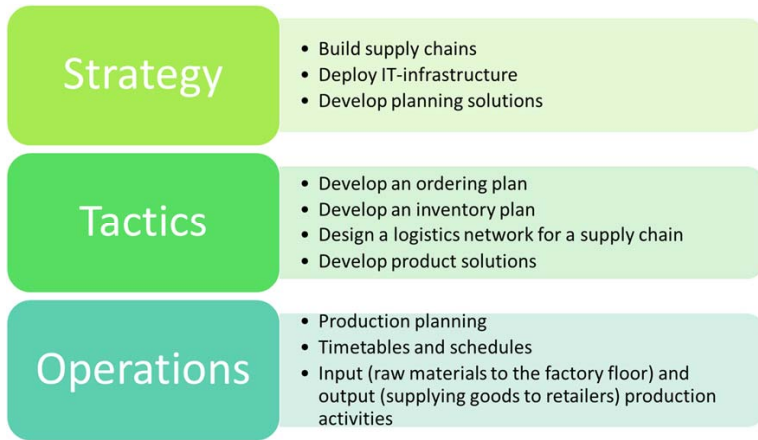 Strategy
• Build supply chains
• Deploy IT-infrastructure
• Develop planning solutions
Tactics
• Develop an ordering plan
• Develop an inventory plan
• Design a logistics network for a supply chain
• Develop product solutions
Operations
• Production planning
• Timetables and schedules
• Input (raw materials to the factory floor) and
output (supplying goods to retailers) production
activities